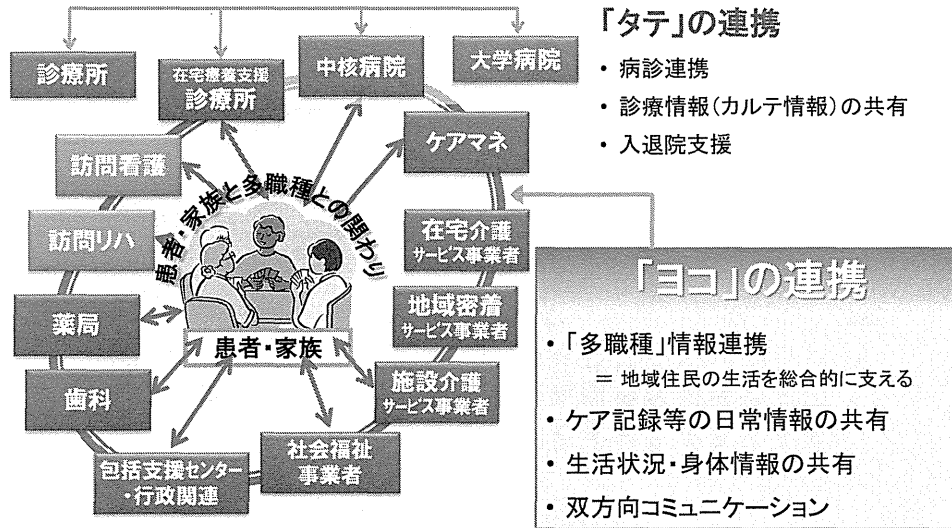 「タテ」の連携
・ 病診連携
・ 診療情報(カルテ情報)の共有
・ 入退院支援
診療所
在宅療養支援
診療所
中核病院
大学病院
訪問看護
ケアマネ
訪問リハ
在宅介護
サービス事業者
薬局
地域密着
サービス事業者
歯科
施設介護
サービス事業者
包括支援センター
・行政関連
社会福祉
事業者
患者・家族と多職種との関わり
患者・家族
「ヨコ」の連携
・「多職種」情報連携
= 地域住民の生活を総合的に支える
・ケア記録等の日常情報の共有
・生活状況・身体情報の共有
・双方向コミュニケーション